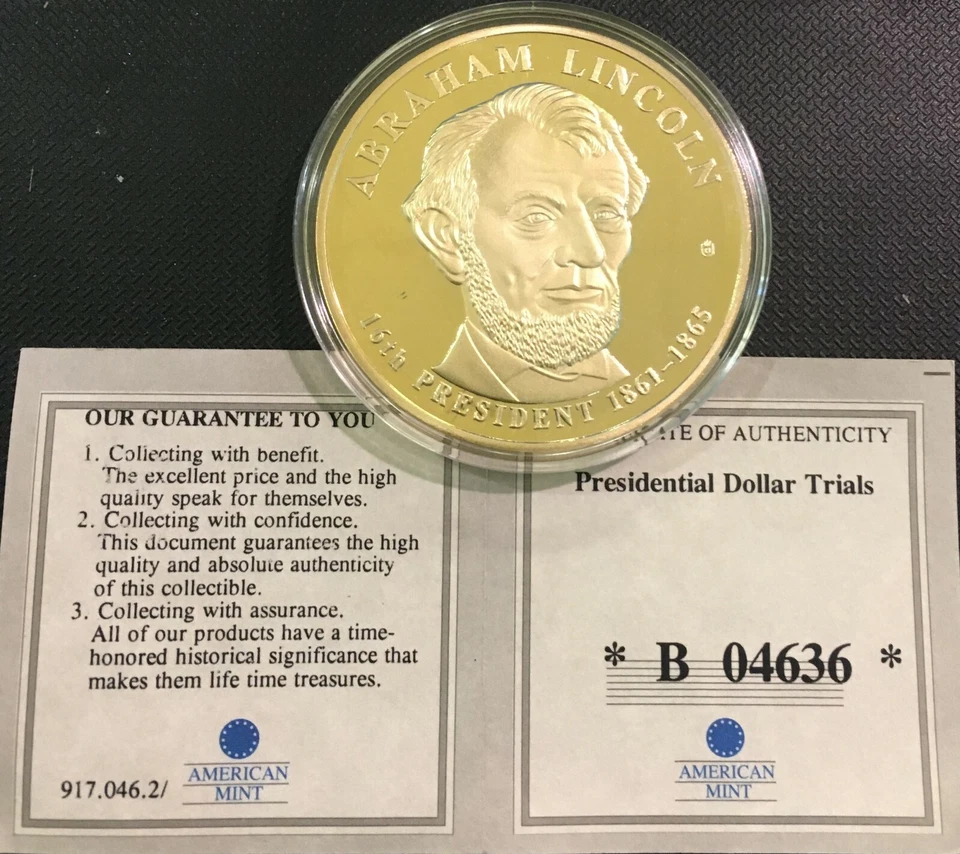 ABRAHAM LINCOLN
16th PRESIDENT 1861-1865
OUR GUARANTEE TO YOU
1. Collecting with benefit.
The excellent price and the high
quality speak for themselves.
2. Collecting with confidence.
This document guarantees the high
quality and absolute authenticity
of this collectible.
3. Collecting with assurance.
All of our products have a time-
honored historical significance that
makes them life time treasures.
917.046.2/
AMERICAN
MINT
OF AUTHENTICITY
Presidential Dollar Trials
* B 04636 *
AMERICAN
MINT